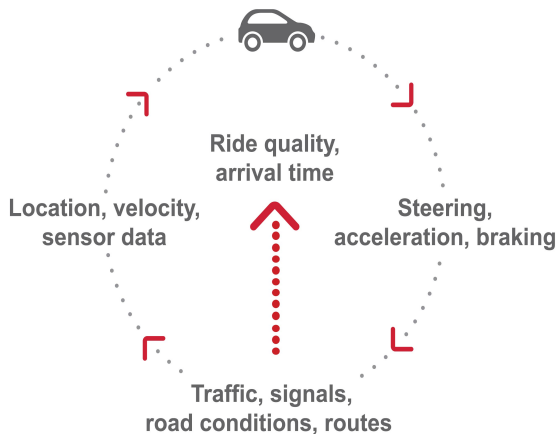 Ride quality,
arrival time
Location, velocity,
sensor data
Steering,
acceleration, braking
Traffic, signals,
road conditions, routes